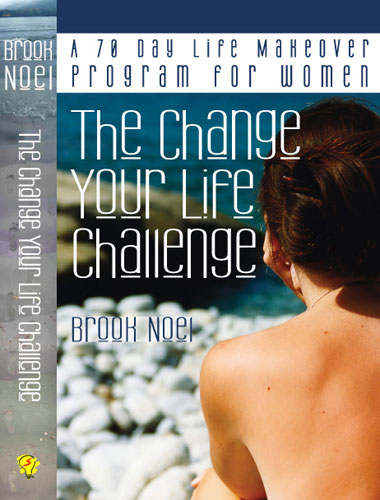 Brook
Noel
The Change Your Life Challenge
A 70 Day Life Makeover
Program for Women
The Change
Your Life
Challenge
Brook Noel